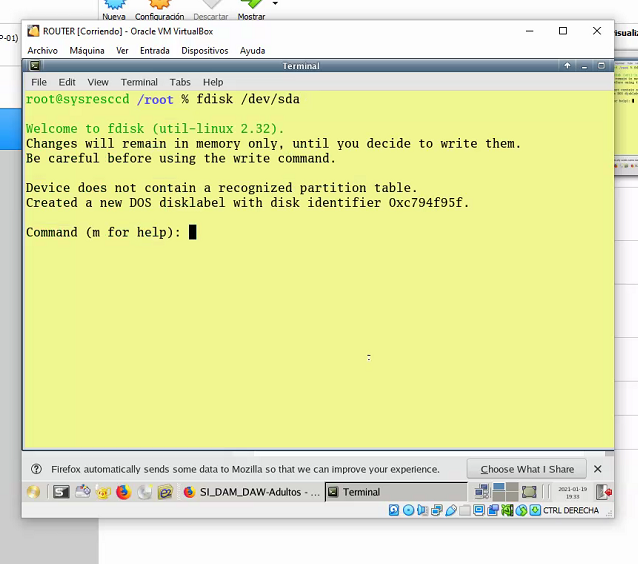 Nueva Configuración Descartar Mostrar
P-01)
ROUTER [Corriendo] - Oracle VM VirtualBox
Archivo Máquina Ver Entrada Dispositivos Ayuda
Terminal
File Edit View Terminal Tabs Help
root@sysresccd /root % fdisk /dev/sda
Welcome to fdisk (util-linux 2.32).
Changes will remain in memory only, until you decide to write them.
Be careful before using the write command.
Device does not contain a recognized partition table.
Created a new DOS disklabel with disk identifier 0xc794f95f.
Command (m for help):
Firefox automatically sends some data to Mozilla so that we can improve your experience.
Choose What I Share
SI_DAM_DAW-Adultos - ...
Terminal
2021-01-19
19:33
CTRL DERECHA